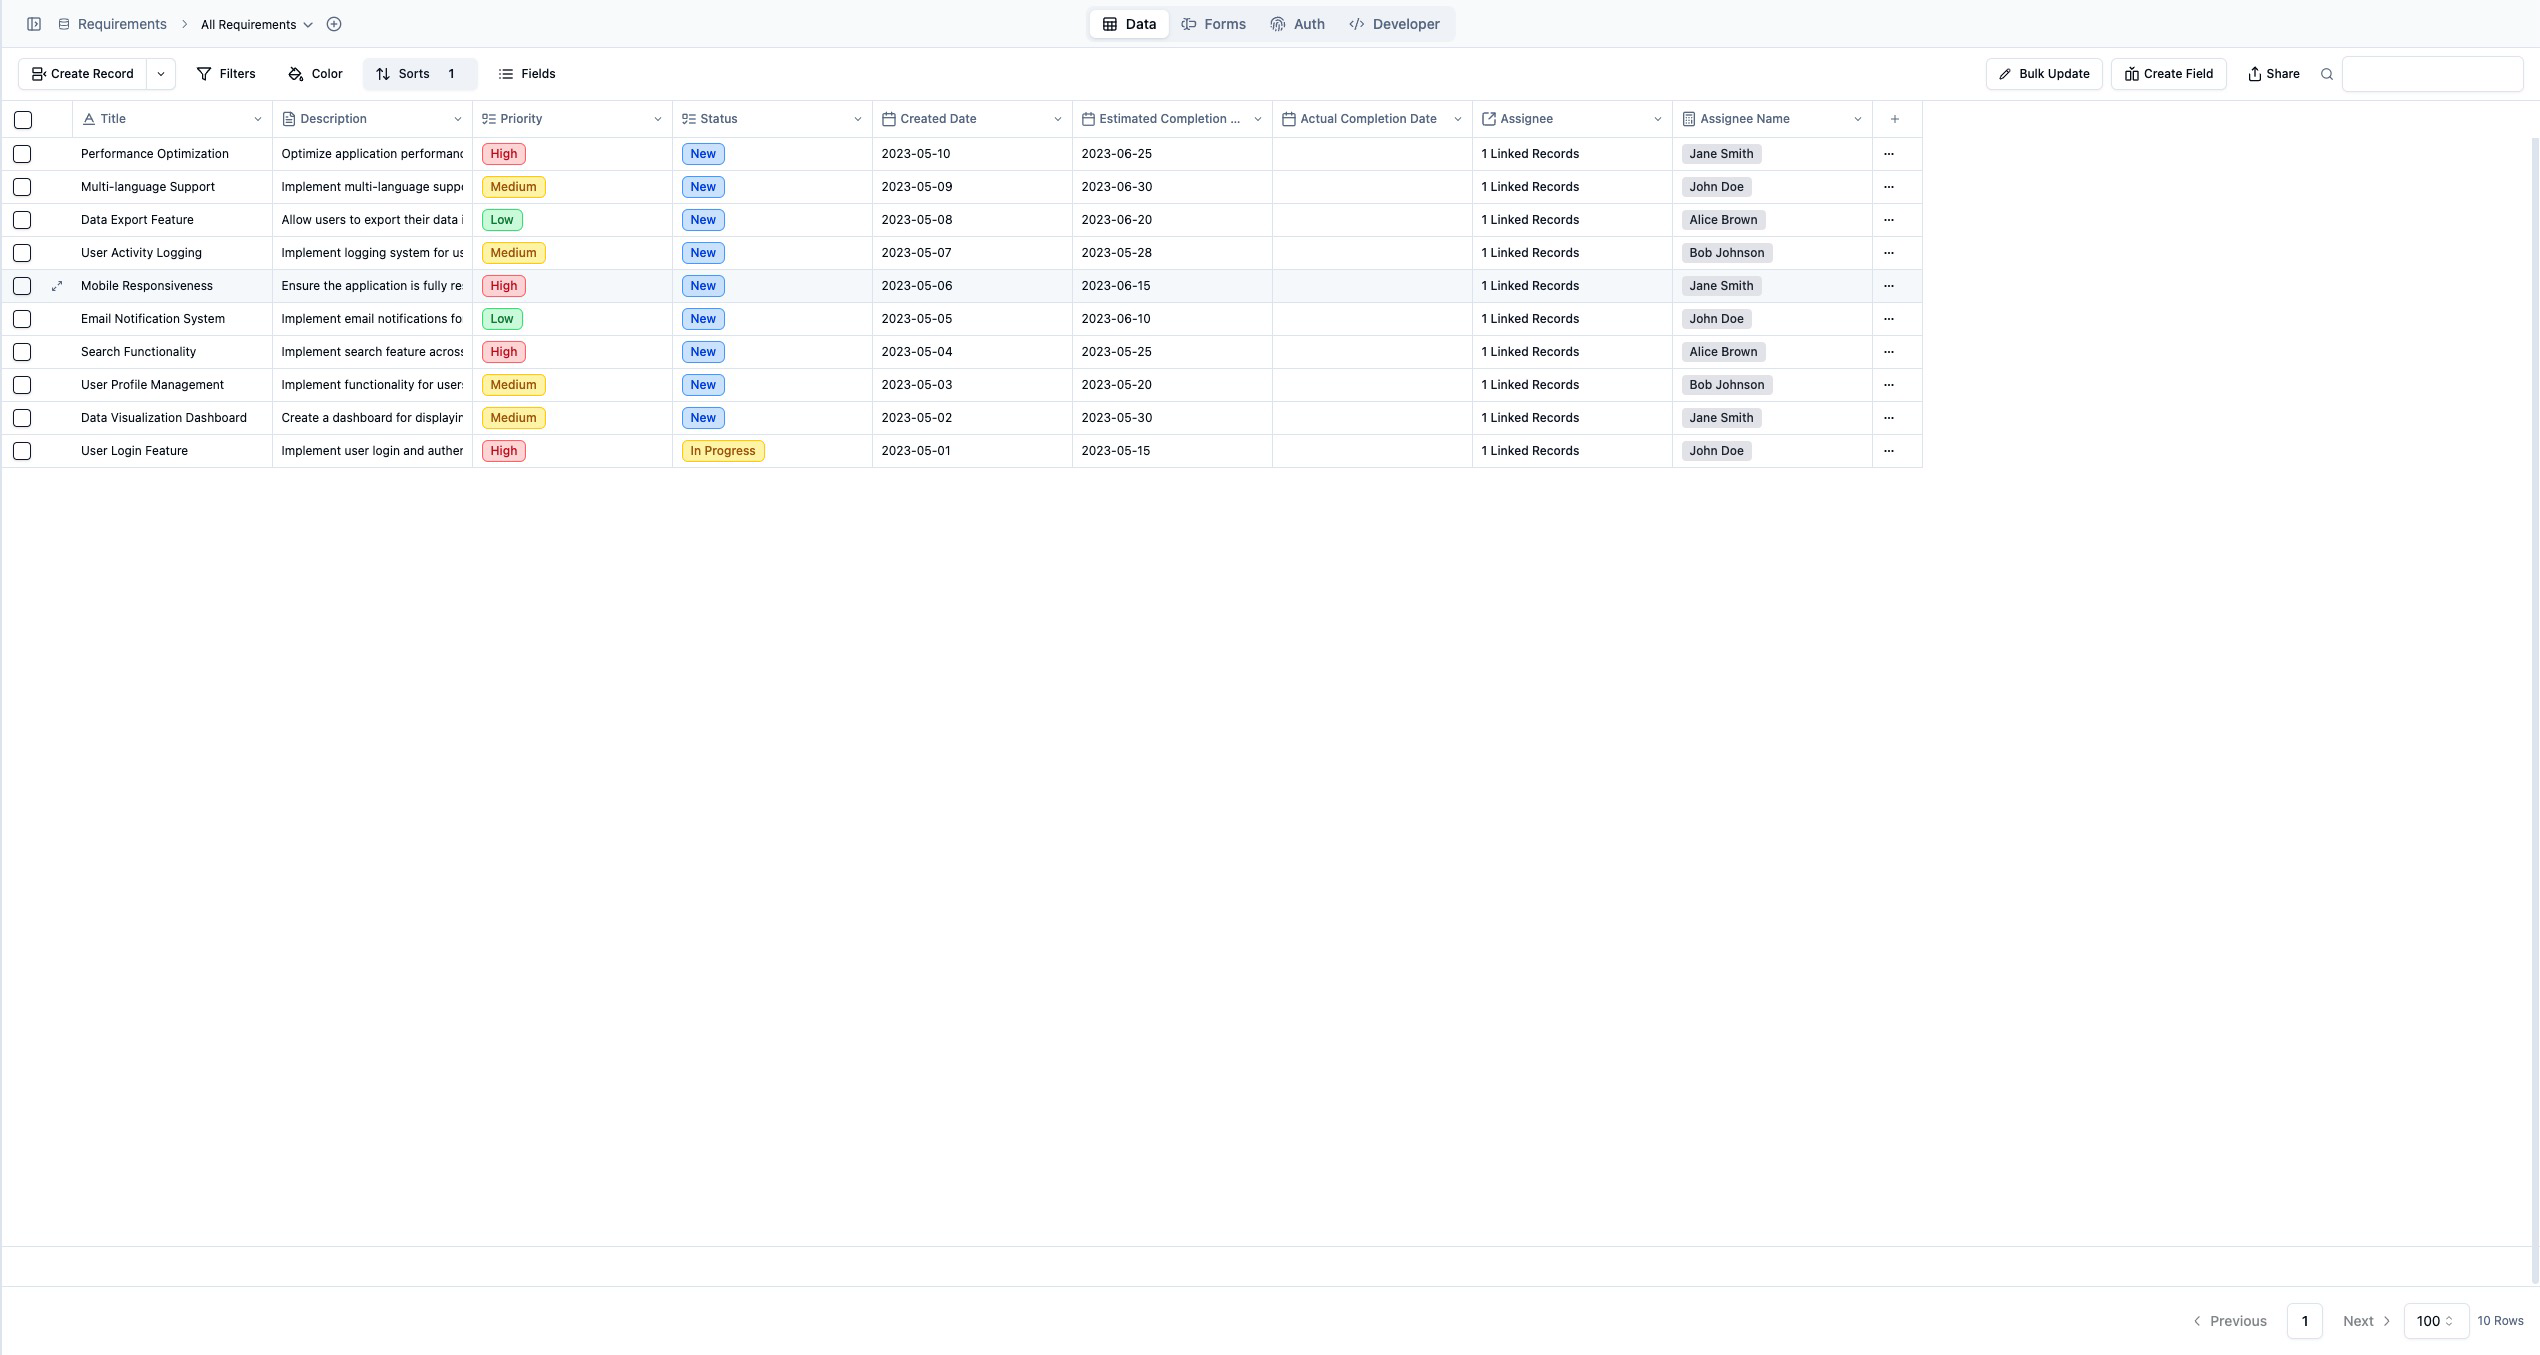 Requirements > All Requirements
Data Forms Auth Developer
Create Record Filters Color Sorts 1 Fields Bulk Update Create Field Share
Title Description Priority Status Created Date Estimated Completion ... Actual Completion Date Assignee Assignee Name
Performance Optimization Optimize application performanc High New 2023-05-10 2023-06-25 1 Linked Records Jane Smith ...
Multi-language Support Implement multi-language supp Medium New 2023-05-09 2023-06-30 1 Linked Records John Doe ...
Data Export Feature Allow users to export their data i Low New 2023-05-08 2023-06-20 1 Linked Records Alice Brown ...
User Activity Logging Implement logging system for us Medium New 2023-05-07 2023-05-28 1 Linked Records Bob Johnson ...
Mobile Responsiveness Ensure the application is fully re High New 2023-05-06 2023-06-15 1 Linked Records Jane Smith ...
Email Notification System Implement email notifications fo Low New 2023-05-05 2023-06-10 1 Linked Records John Doe ...
Search Functionality Implement search feature across High New 2023-05-04 2023-05-25 1 Linked Records Alice Brown ...
User Profile Management Implement functionality for users Medium New 2023-05-03 2023-05-20 1 Linked Records Bob Johnson ...
Data Visualization Dashboard Create a dashboard for displayin Medium New 2023-05-02 2023-05-30 1 Linked Records Jane Smith ...
User Login Feature Implement user login and auther High In Progress 2023-05-01 2023-05-15 1 Linked Records John Doe ...
Previous 1 Next 100 10 Rows